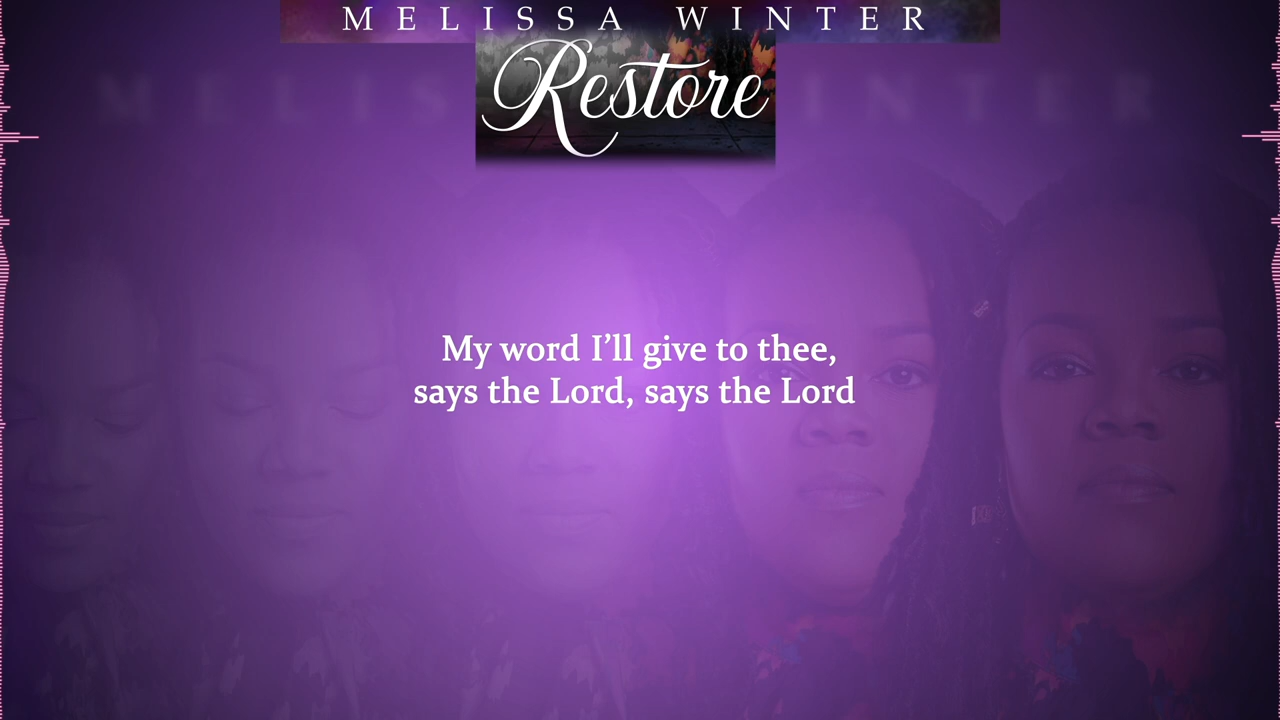 MELISSA WINTER
Restore
My word I'll give to thee,
says the Lord, says the Lord